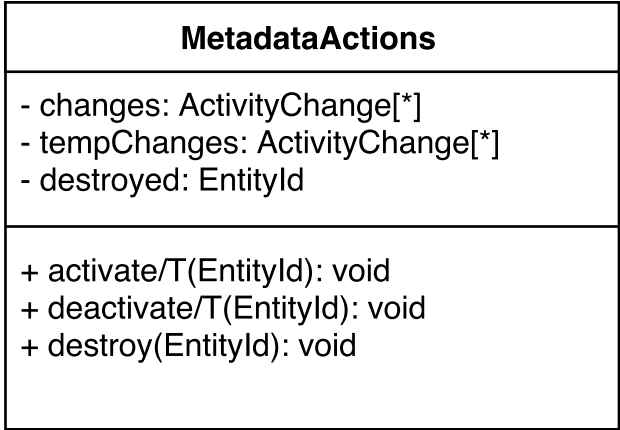 MetadataActions
- changes: ActivityChange[*]
- tempChanges: ActivityChange[*]
- destroyed: EntityId
+ activate/T(EntityId): void
+ deactivate/T(EntityId): void
+ destroy(EntityId): void